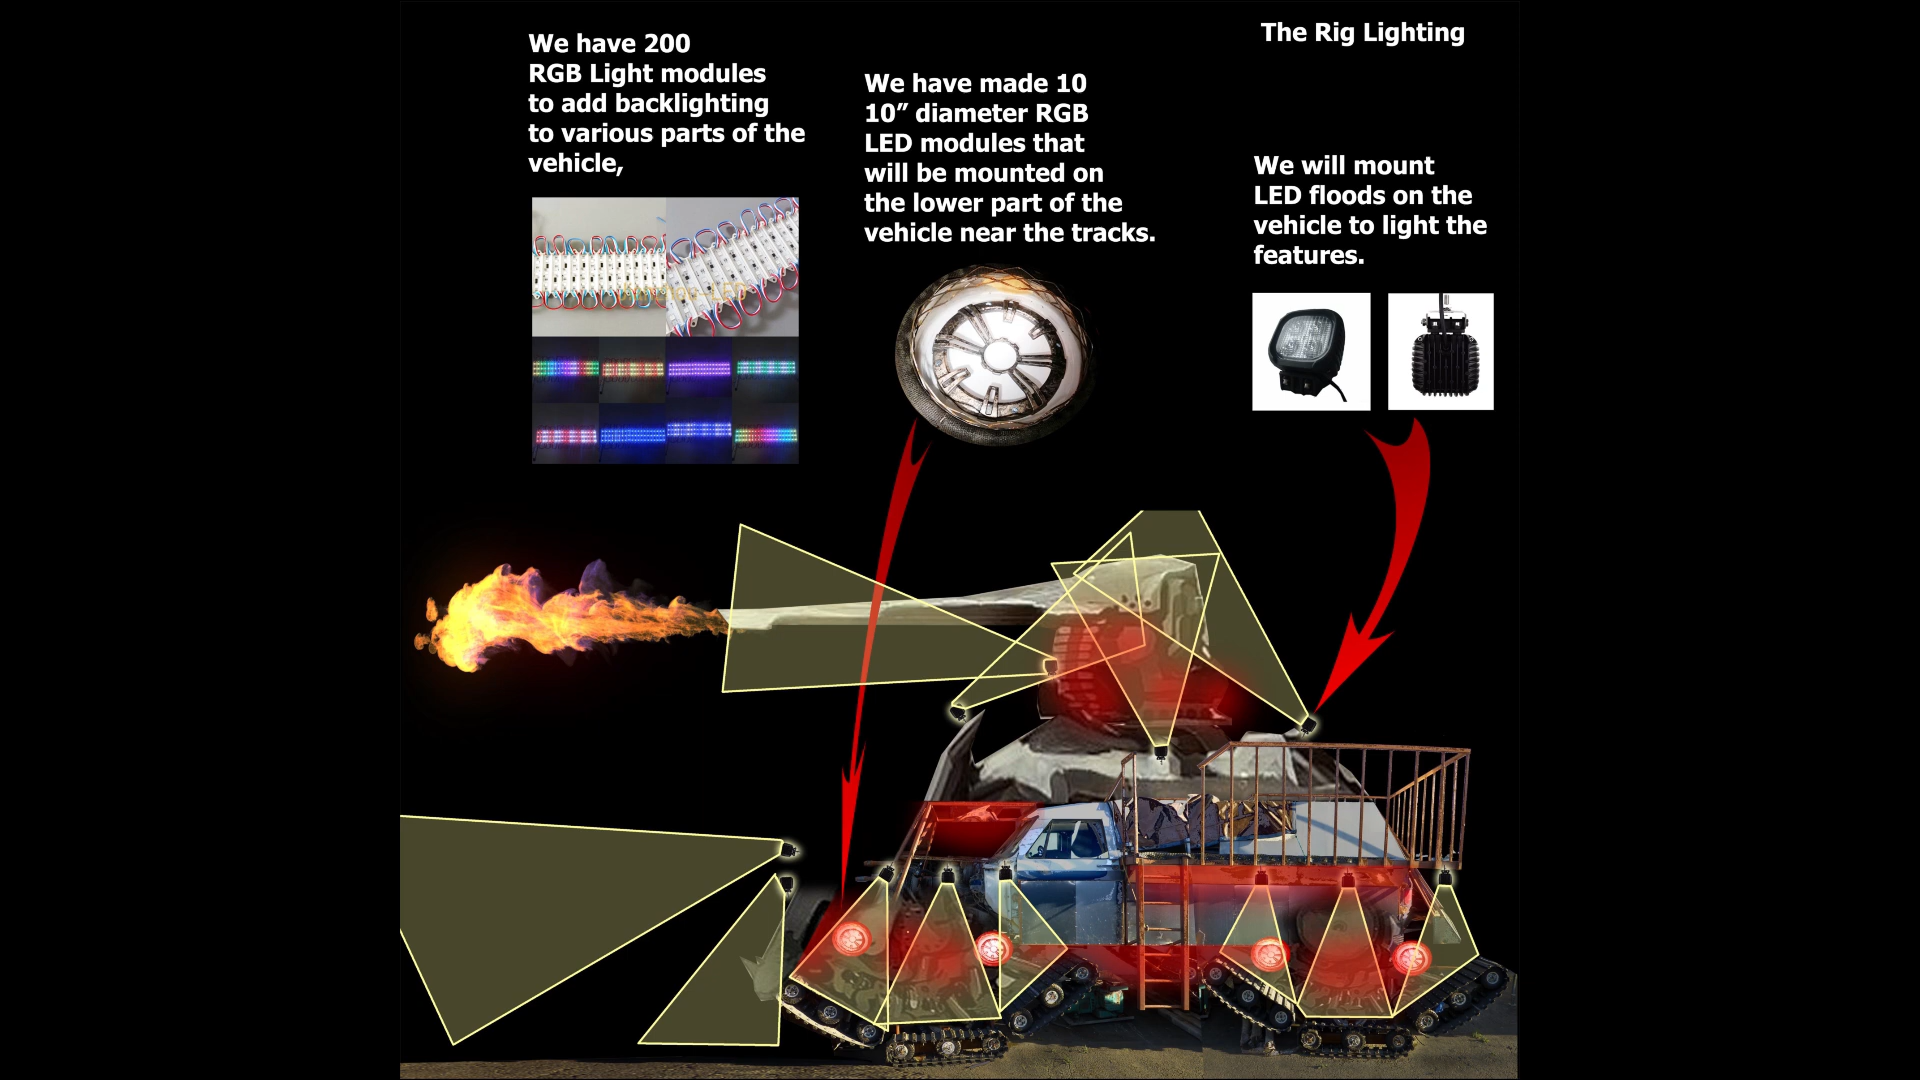 We have 200
RGB Light modules
to add backlighting
to various parts of the
vehicle,
We have made 10
10” diameter RGB
LED modules that
will be mounted on
the lower part of the
vehicle near the tracks.
The Rig Lighting
We will mount
LED floods on the
vehicle to light the
features.